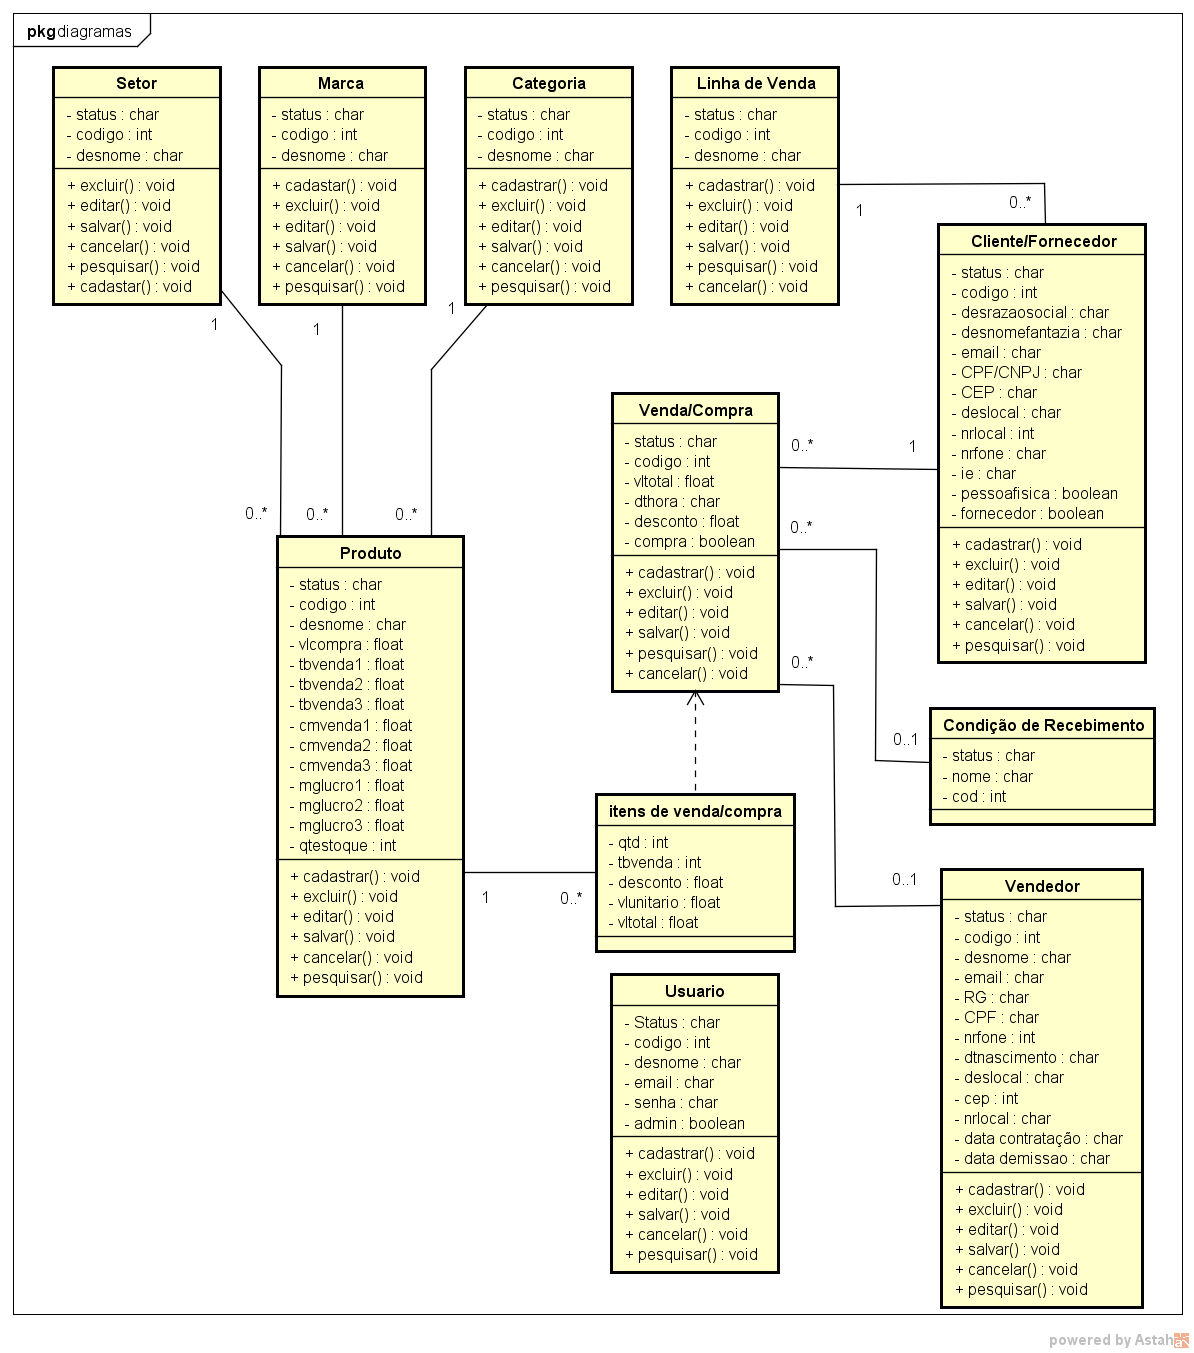 pkg diagramas
Setor
- status : char
- codigo : int
- desnome : char
+ excluir() : void
+ editar() : void
+ salvar() : void
+ cancelar() : void
+ pesquisar() : void
+ cadastar() : void
Marca
- status : char
- codigo : int
- desnome : char
+ cadastar() : void
+ excluir() : void
+ editar() : void
+ salvar() : void
+ cancelar() : void
+ pesquisar() : void
Categoria
- status : char
- codigo : int
- desnome : char
+ cadastrar() : void
+ excluir() : void
+ editar() : void
+ salvar() : void
+ cancelar() : void
+ pesquisar() : void
Linha de Venda
- status : char
- codigo : int
- desnome : char
+ cadastrar() : void
+ excluir() : void
+ editar() : void
+ salvar() : void
+ pesquisar() : void
+ cancelar() : void
1
0..*
Cliente/Fornecedor
- status : char
- codigo : int
- desrazaosocial : char
- desnomefantazia : char
- email : char
- CPF/CNPJ : char
- CEP : char
- deslocal : char
- nrlocal : int
- nrfone : char
- ie : char
- pessoafisica : boolean
- fornecedor : boolean
+ cadastrar() : void
+ excluir() : void
+ editar() : void
+ salvar() : void
+ cancelar() : void
+ pesquisar() : void
1
1
1
0..*
0..*
0..*
Venda/Compra
- status : char
- codigo : int
- vltotal : float
- dthora : char
- desconto : float
- compra : boolean
+ cadastrar() : void
+ excluir() : void
+ editar() : void
+ salvar() : void
+ pesquisar() : void
+ cancelar() : void
0..*
1
0..*
0..*
0..1
0..1
Produto
- status : char
- codigo : int
- desnome : char
- vlcompra : float
- tbvenda1 : float
- tbvenda2 : float
- tbvenda3 : float
- cmvenda1 : float
- cmvenda2 : float
- cmvenda3 : float
- mglucro1 : float
- mglucro2 : float
- mglucro3 : float
- qtestoque : int
+ cadastrar() : void
+ excluir() : void
+ editar() : void
+ salvar() : void
+ cancelar() : void
+ pesquisar() : void
1
0..*
Condição de Recebimento
- status : char
- nome : char
- cod : int
itens de venda/compra
- qtd : int
- tbvenda : int
- desconto : float
- vlunitario : float
- vltotal : float
Vendedor
- status : char
- codigo : int
- desnome : char
- email : char
- RG : char
- CPF : char
- nrfone : int
- dtnascimento : char
- deslocal : char
- cep : int
- nrlocal : char
- data contratação : char
- data demissao : char
+ cadastrar() : void
+ excluir() : void
+ editar() : void
+ salvar() : void
+ cancelar() : void
+ pesquisar() : void
Usuario
- Status : char
- codigo : int
- desnome : char
- email : char
- senha : char
- admin : boolean
+ cadastrar() : void
+ excluir() : void
+ editar() : void
+ salvar() : void
+ cancelar() : void
+ pesquisar() : void
powered by Astah